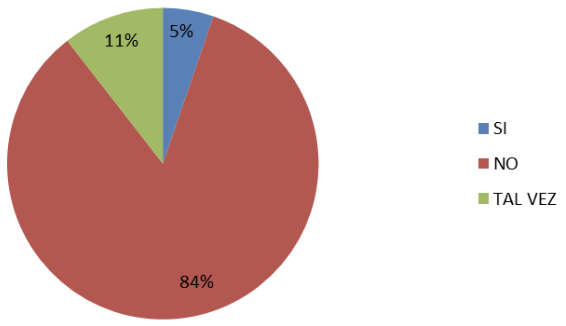 5%
11%
84%
SI
NO
TAL VEZ